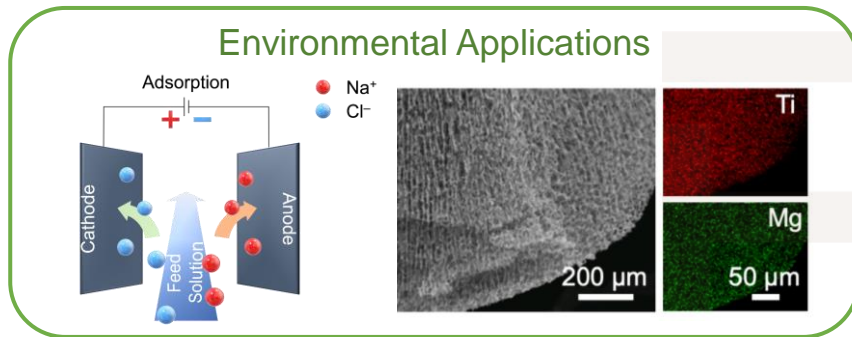 Environmental Applications
Adsorption
+ −
Na⁺
Cl⁻
Cathode
Feed
Solution
Anode
200 μm
Ti
Mg
50 μm